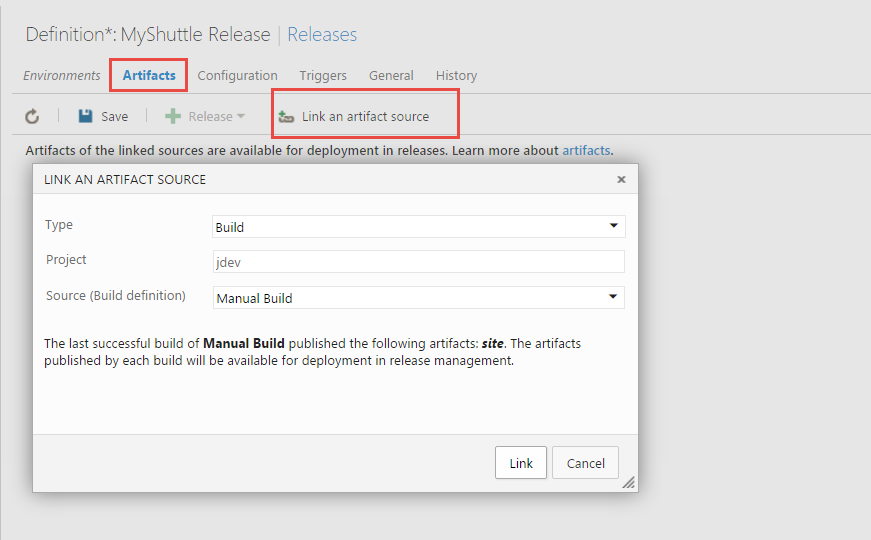 Definition*: MyShuttle Release | Releases
Environments Artifacts Configuration Triggers General History
Save Release Link an artifact source
Artifacts of the linked sources are available for deployment in releases. Learn more about artifacts.
LINK AN ARTIFACT SOURCE
Type Build
Project jdev
Source (Build definition) Manual Build
The last successful build of Manual Build published the following artifacts: site. The artifacts
published by each build will be available for deployment in release management.
Link Cancel